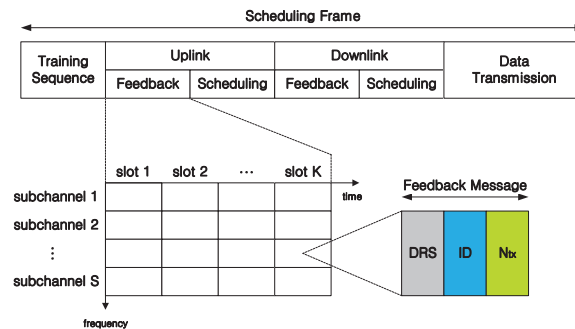 Scheduling Frame
Training
Sequence
Uplink
Downlink
Data
Transmission
Feedback
Scheduling
Feedback
Scheduling
slot 1
slot 2
...
slot K
time
subchannel 1
subchannel 2
⋮
subchannel S
frequency
Feedback Message
DRS
ID
Ntx